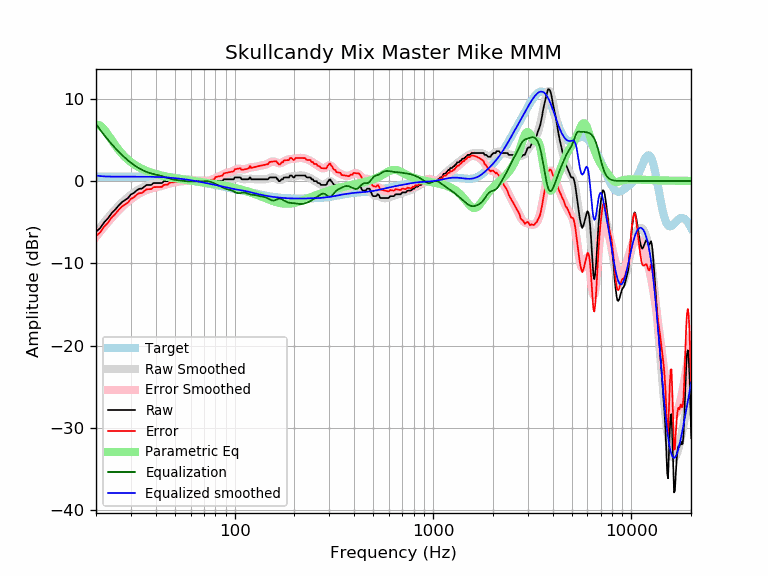 Skullcandy Mix Master Mike MMM
10
0
−10
−20
−30
−40
Amplitude (dBr)
Target
Raw Smoothed
Error Smoothed
Raw
Error
Parametric Eq
Equalization
Equalized smoothed
100
1000
10000
Frequency (Hz)